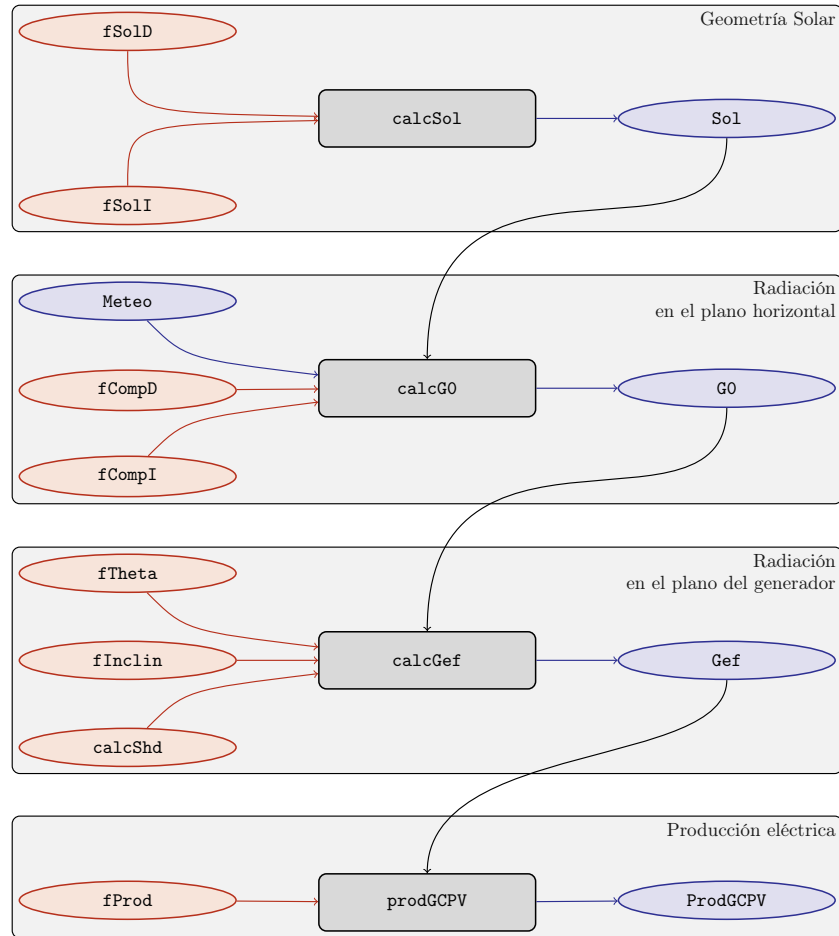 Geometría Solar
fSolD
calcSol
Sol
fSolI
Radiación
en el plano horizontal
Meteo
fCompD
calcG0
G0
fCompI
Radiación
en el plano del generador
fTheta
fInclin
calcGef
Gef
calcShd
Producción eléctrica
fProd
prodGCPV
ProdGCPV